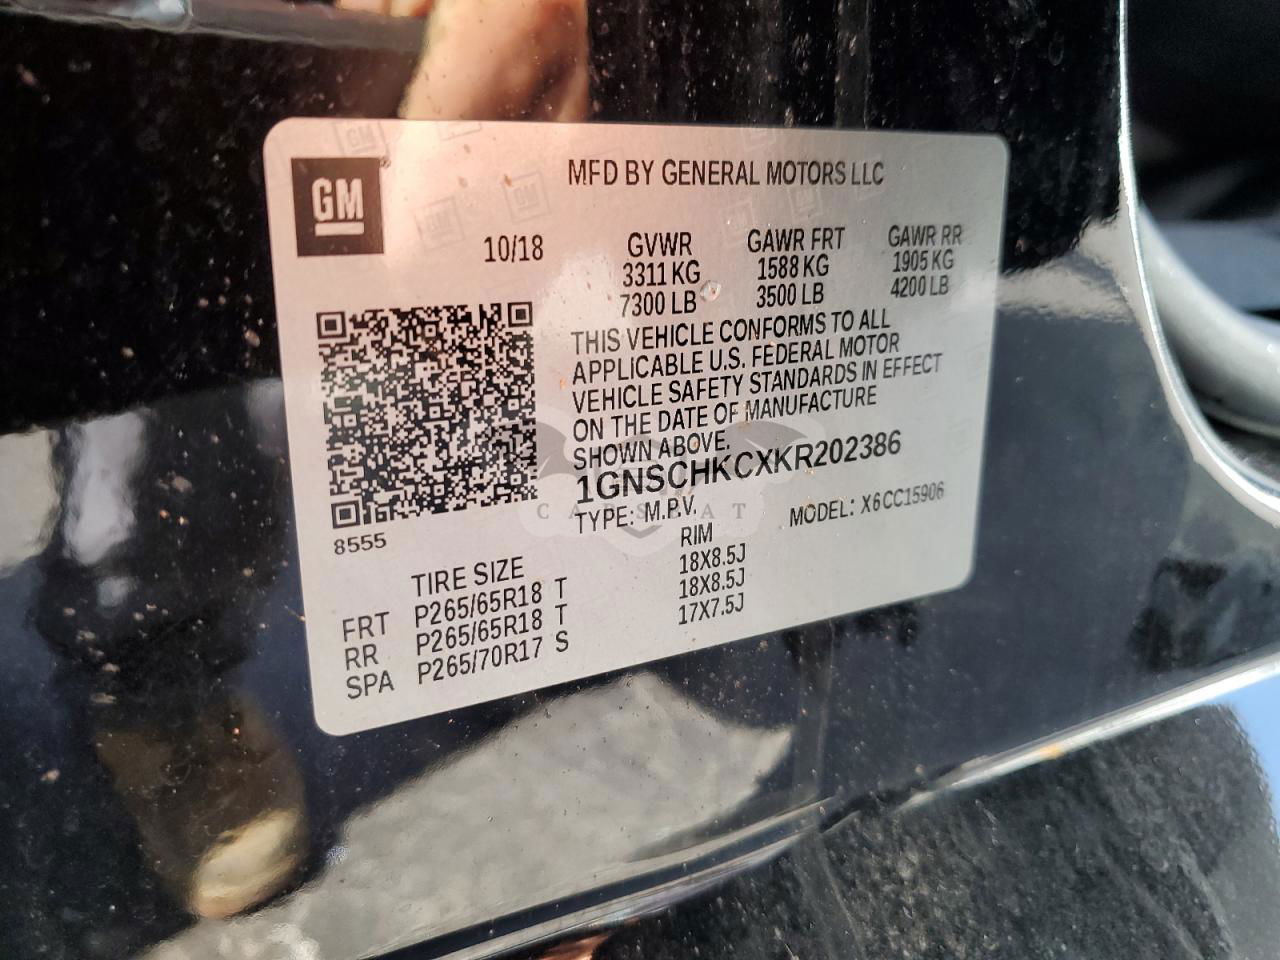 GM
MFD BY GENERAL MOTORS LLC
10/18
GVWR GAWR FRT GAWR RR
3311 KG 1588 KG 1905 KG
7300 LB 3500 LB 4200 LB
THIS VEHICLE CONFORMS TO ALL
APPLICABLE U.S. FEDERAL MOTOR
VEHICLE SAFETY STANDARDS IN EFFECT
ON THE DATE OF MANUFACTURE
SHOWN ABOVE.
1GNSCHKCXKR202386
TYPE: M.P.V. MODEL: X6CC15906
8555
TIRE SIZE RIM
FRT P265/65R18 T 18X8.5J
RR P265/65R18 T 18X8.5J
SPA P265/70R17 S 17X7.5J